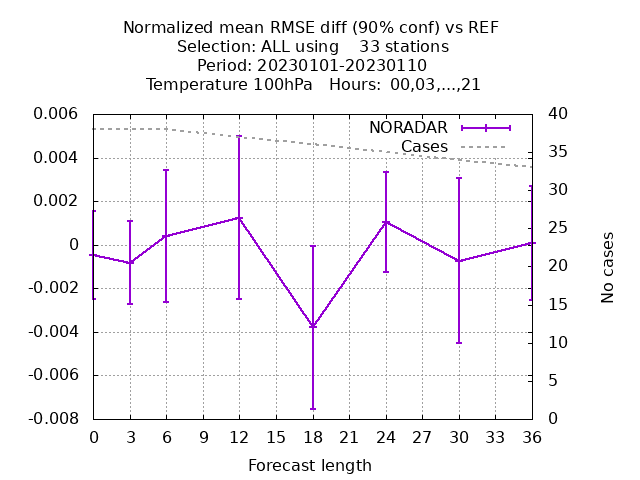 Normalized mean RMSE diff (90% conf) vs REF
Selection: ALL using    33 stations
Period: 20230101-20230110
Temperature 100hPa   Hours:  00,03,...,21
0.006
0.004
0.002
0
-0.002
-0.004
-0.006
-0.008
NORADAR
Cases
40
35
30
25
20
15
10
5
0
No cases
0 3 6 9 12 15 18 21 24 27 30 33 36
Forecast length